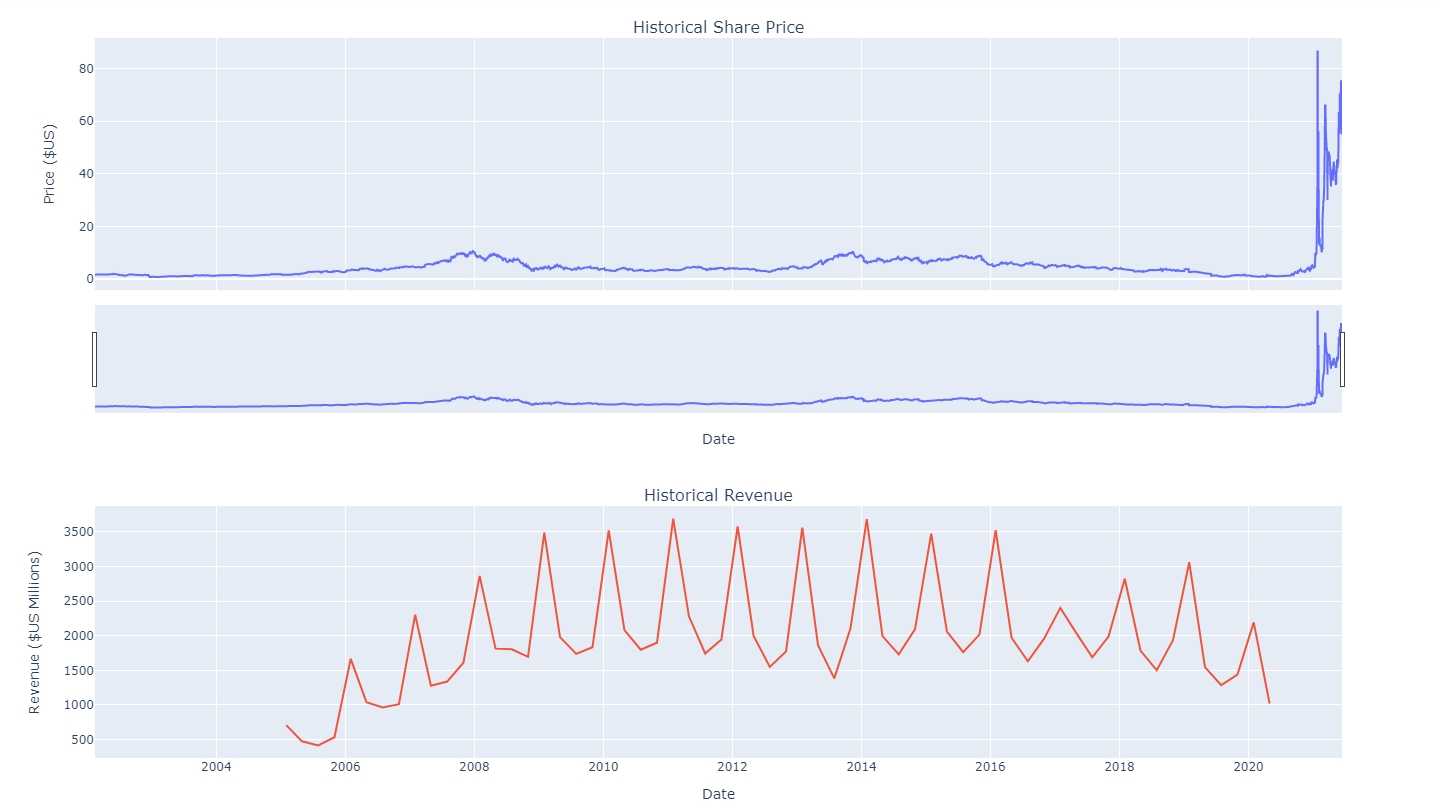 Historical Share Price
80
60
40
20
0
Price ($US)
Date
Historical Revenue
3500
3000
2500
2000
1500
1000
500
Revenue ($US Millions)
2004 2006 2008 2010 2012 2014 2016 2018 2020
Date